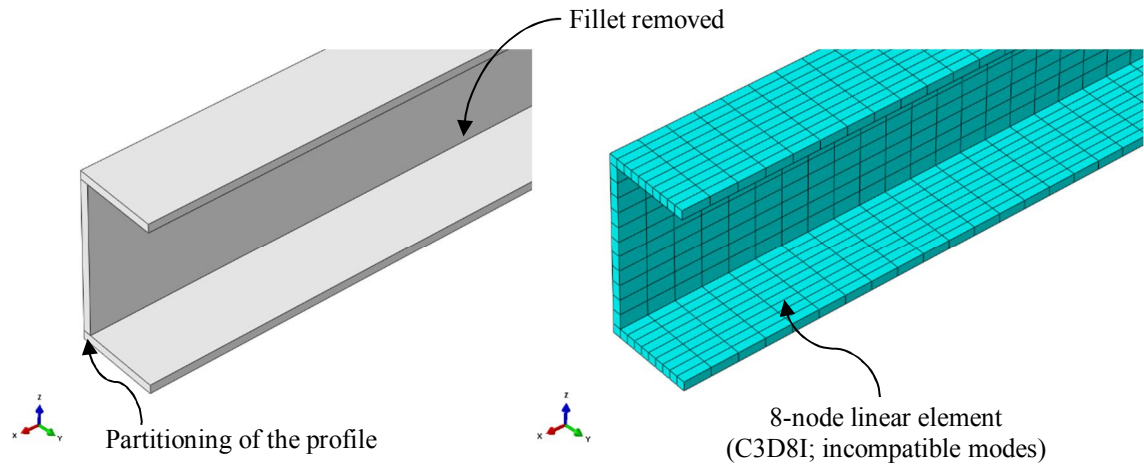 Fillet removed
Partitioning of the profile
8-node linear element
(C3D8I; incompatible modes)
Z
X
Y
Z
X
Y